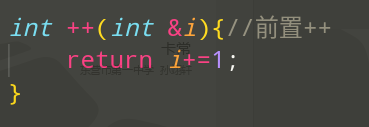 int ++(int &i){//前置++
    return i+=1;
}